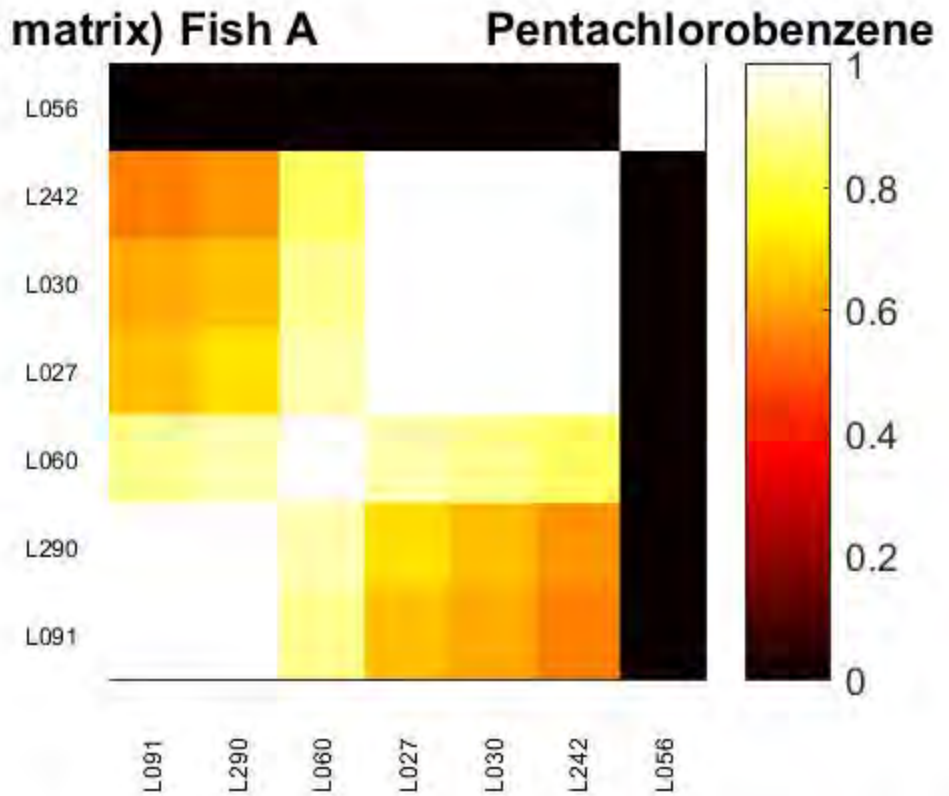 matrix) Fish A Pentachlorobenzene
1
L056
L242
0.8
L030
0.6
L027
0.4
L060
L290
0.2
L091
0
L091 L290 L060 L027 L030 L242 L056